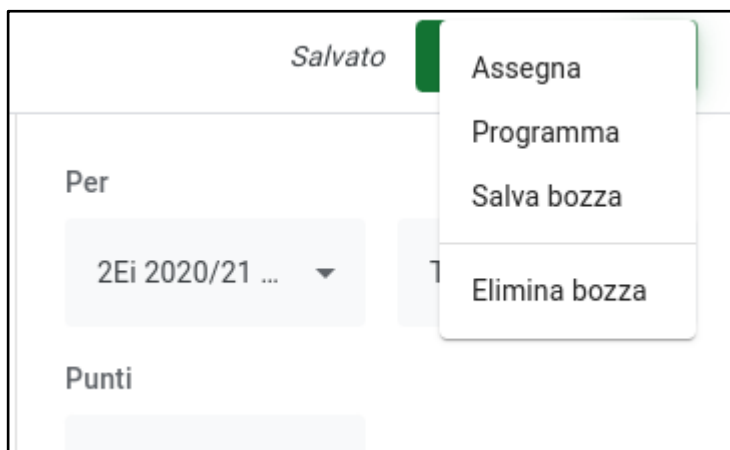 Salvato
Assegna
Programma
Salva bozza
Elimina bozza
Per
2Ei 2020/21 ...
Punti